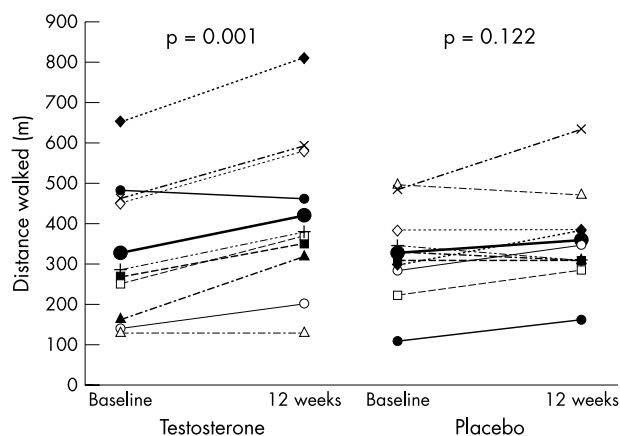 900
800
700
600
500
400
300
200
100
0
Distance walked (m)
p = 0.001
p = 0.122
Baseline
12 weeks
Baseline
12 weeks
Testosterone
Placebo